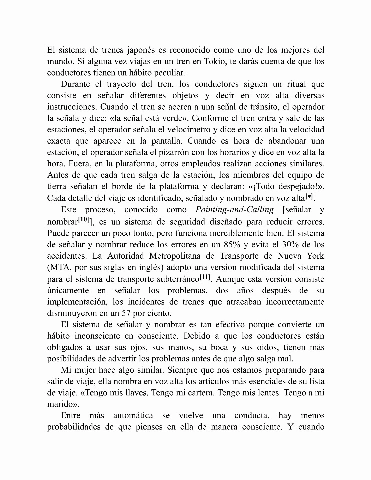 El sistema de trenes japonés es reconocido como uno de los mejores del
mundo. Si alguna vez viajas en un tren en Tokio, te darás cuenta de que los
conductores tienen un hábito peculiar.
Durante el trayecto del tren, los conductores siguen un ritual que
consiste en señalar diferentes objetos y decir en voz alta diversas
instrucciones. Cuando el tren se acerca a una señal de tránsito, el operador
la señala y dice: «la señal está verde». Conforme el tren entra y sale de las
estaciones, el operador señala el velocímetro y dice en voz alta la velocidad
exacta que aparece en la pantalla. Cuando es hora de abandonar una
estación, el operador señala el pizarrón con los horarios y dice en voz alta la
hora. Fuera, en la plataforma, otros empleados realizan acciones similares.
Antes de que cada tren salga de la estación, los miembros del equipo de
tierra señalan el borde de la plataforma y declaran: «¡Todo despejado!».
Cada detalle del viaje es identificado, señalado y nombrado en voz alta[9].
Este proceso, conocido como Pointing-and-Calling [señalar y
nombrar[10]], es un sistema de seguridad diseñado para reducir errores.
Puede parecer un poco tonto, pero funciona increíblemente bien. El sistema
de señalar y nombrar reduce los errores en un 85% y evita el 30% de los
accidentes. La Autoridad Metropolitana de Transporte de Nueva York
(MTA, por sus siglas en inglés) adoptó una versión modificada del sistema
para el sistema de transporte subterráneo[11]. Aunque esta versión consiste
únicamente en señalar los problemas, dos años después de su
implementación, los incidentes de trenes que atracaban incorrectamente
disminuyeron en un 57 por ciento.
El sistema de señalar y nombrar es tan efectivo porque convierte un
hábito inconsciente en consciente. Debido a que los conductores están
obligados a usar sus ojos, sus manos, su boca y sus oídos, tienen más
posibilidades de advertir los problemas antes de que algo salga mal.
Mi mujer hace algo similar. Siempre que nos estamos preparando para
salir de viaje, ella nombra en voz alta los artículos más esenciales de su lista
de viaje. «Tengo mis llaves. Tengo mi cartera. Tengo mis lentes. Tengo a mi
marido».
Entre más automática se vuelve una conducta, hay menos
probabilidades de que pienses en ella de manera consciente. Y cuando